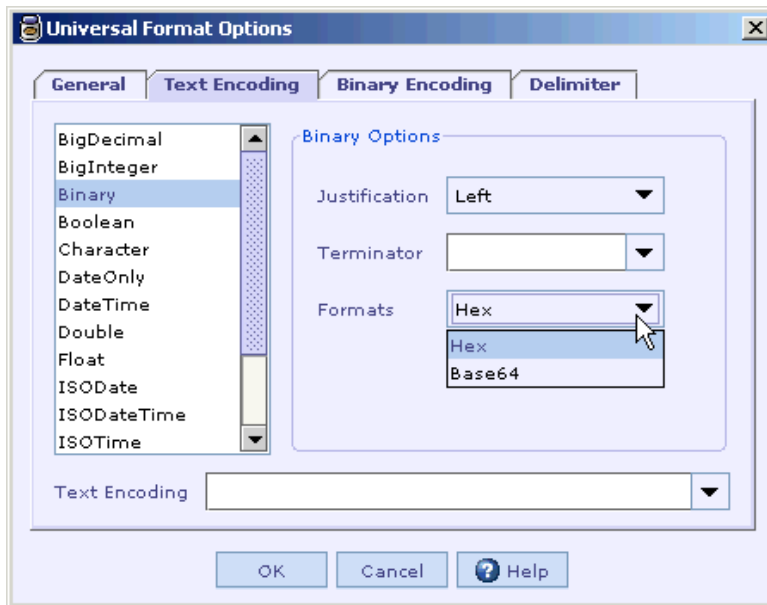 Universal Format Options
General Text Encoding Binary Encoding Delimiter
BigDecimal
BigInteger
Binary
Boolean
Character
DateOnly
DateTime
Double
Float
ISODate
ISODateTime
ISOTime
Binary Options
Justification Left
Terminator
Formats Hex
Hex
Base64
Text Encoding
OK Cancel ? Help